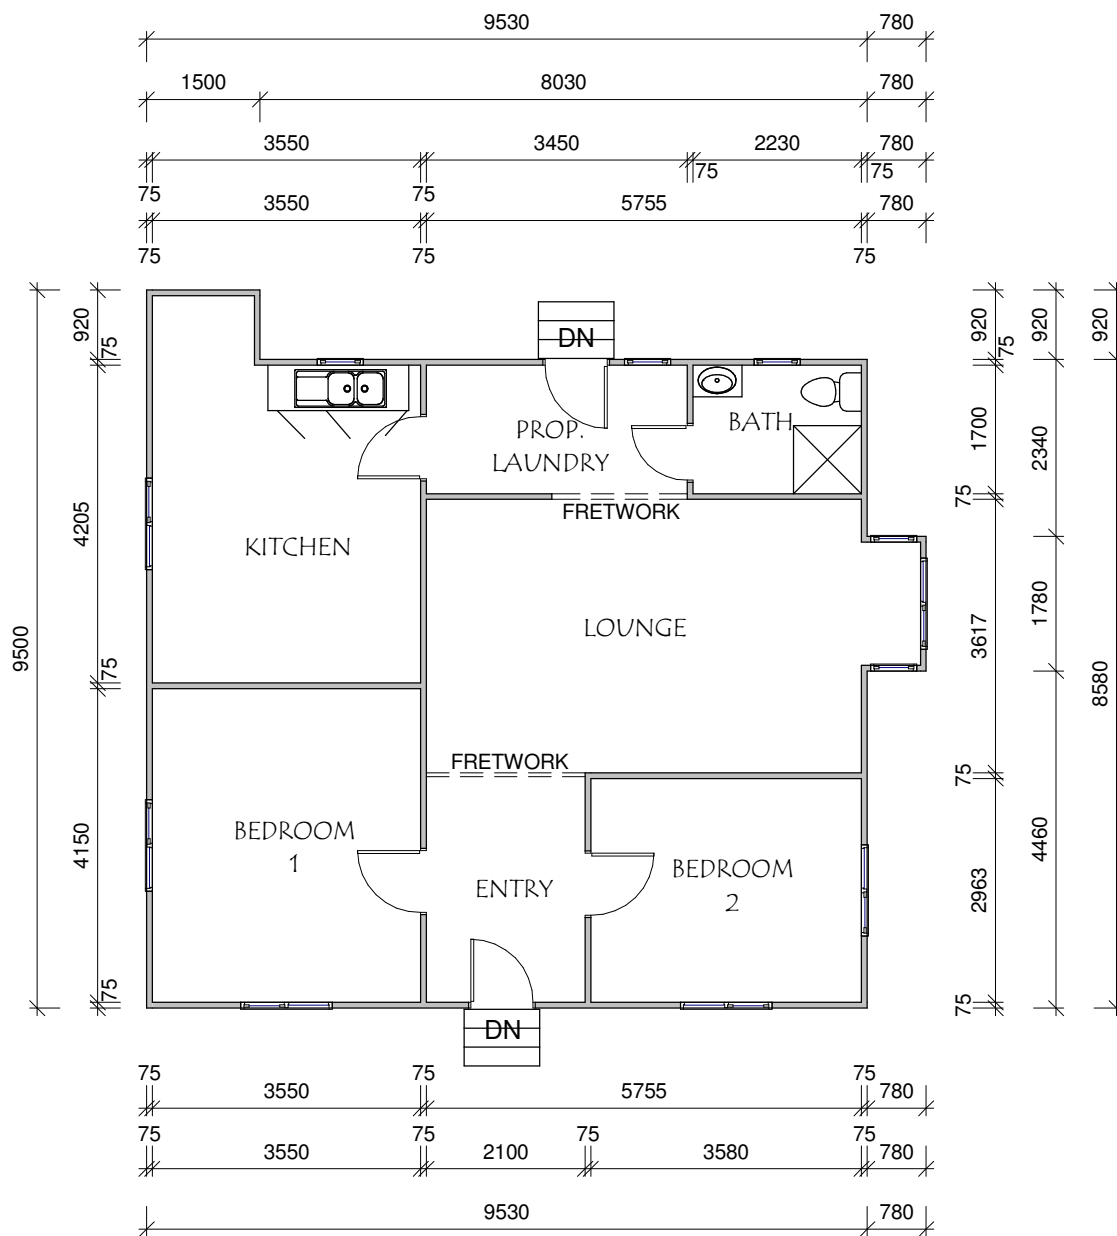 9530 780
1500 8030 780
3550 3450 2230 780
75 75 75 75
3550 5755 780
75 75 75
920 75 920 75 920 920
DN
PROP.
LAUNDRY
BATH
1700
2340
FRETWORK
75
4205
KITCHEN
LOUNGE
9500
3617
1780
8580
75
FRETWORK
75
4150
BEDROOM
1
ENTRY
BEDROOM
2
2963
4460
75
75
DN
75 75 75
3550 5755 780
75 75 75 75
3550 2100 3580 780
9530 780